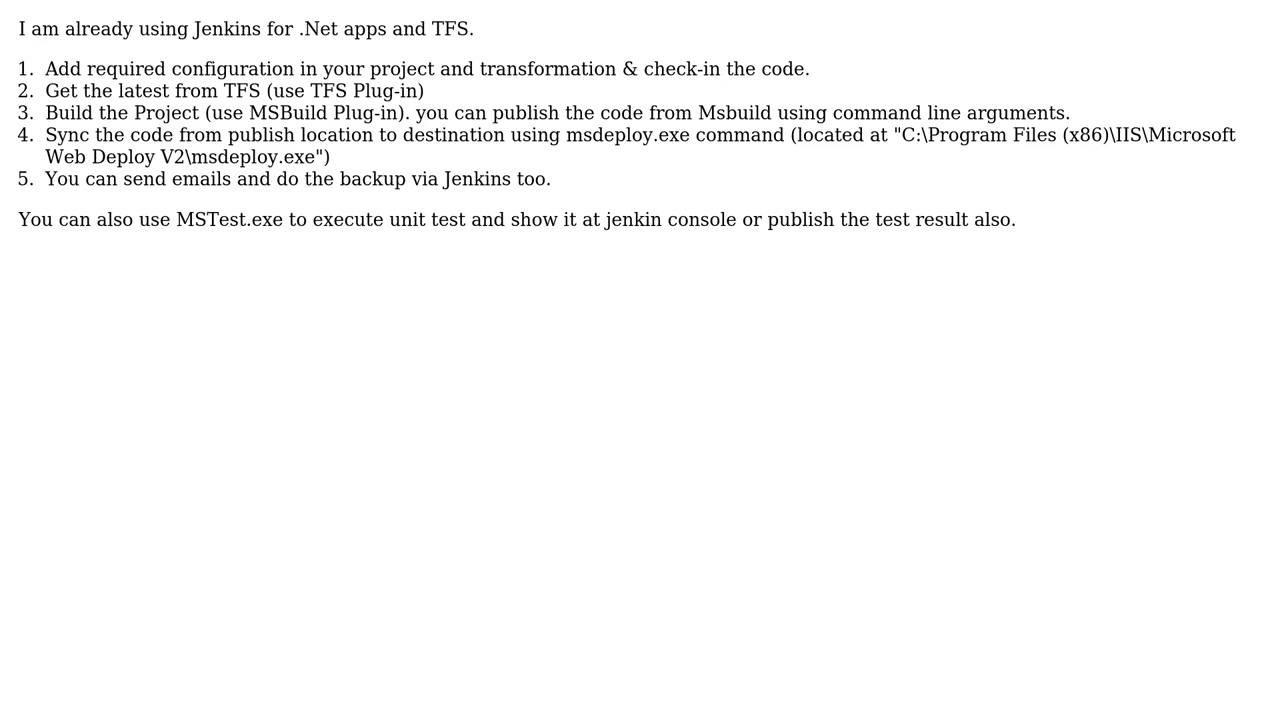 I am already using Jenkins for .Net apps and TFS.
1. Add required configuration in your project and transformation & check-in the code.
2. Get the latest from TFS (use TFS Plug-in)
3. Build the Project (use MSBuild Plug-in). you can publish the code from Msbuild using command line arguments.
4. Sync the code from publish location to destination using msdeploy.exe command (located at "C:\Program Files (x86)\IIS\Microsoft
Web Deploy V2\msdeploy.exe")
5. You can send emails and do the backup via Jenkins too.
You can also use MSTest.exe to execute unit test and show it at jenkin console or publish the test result also.